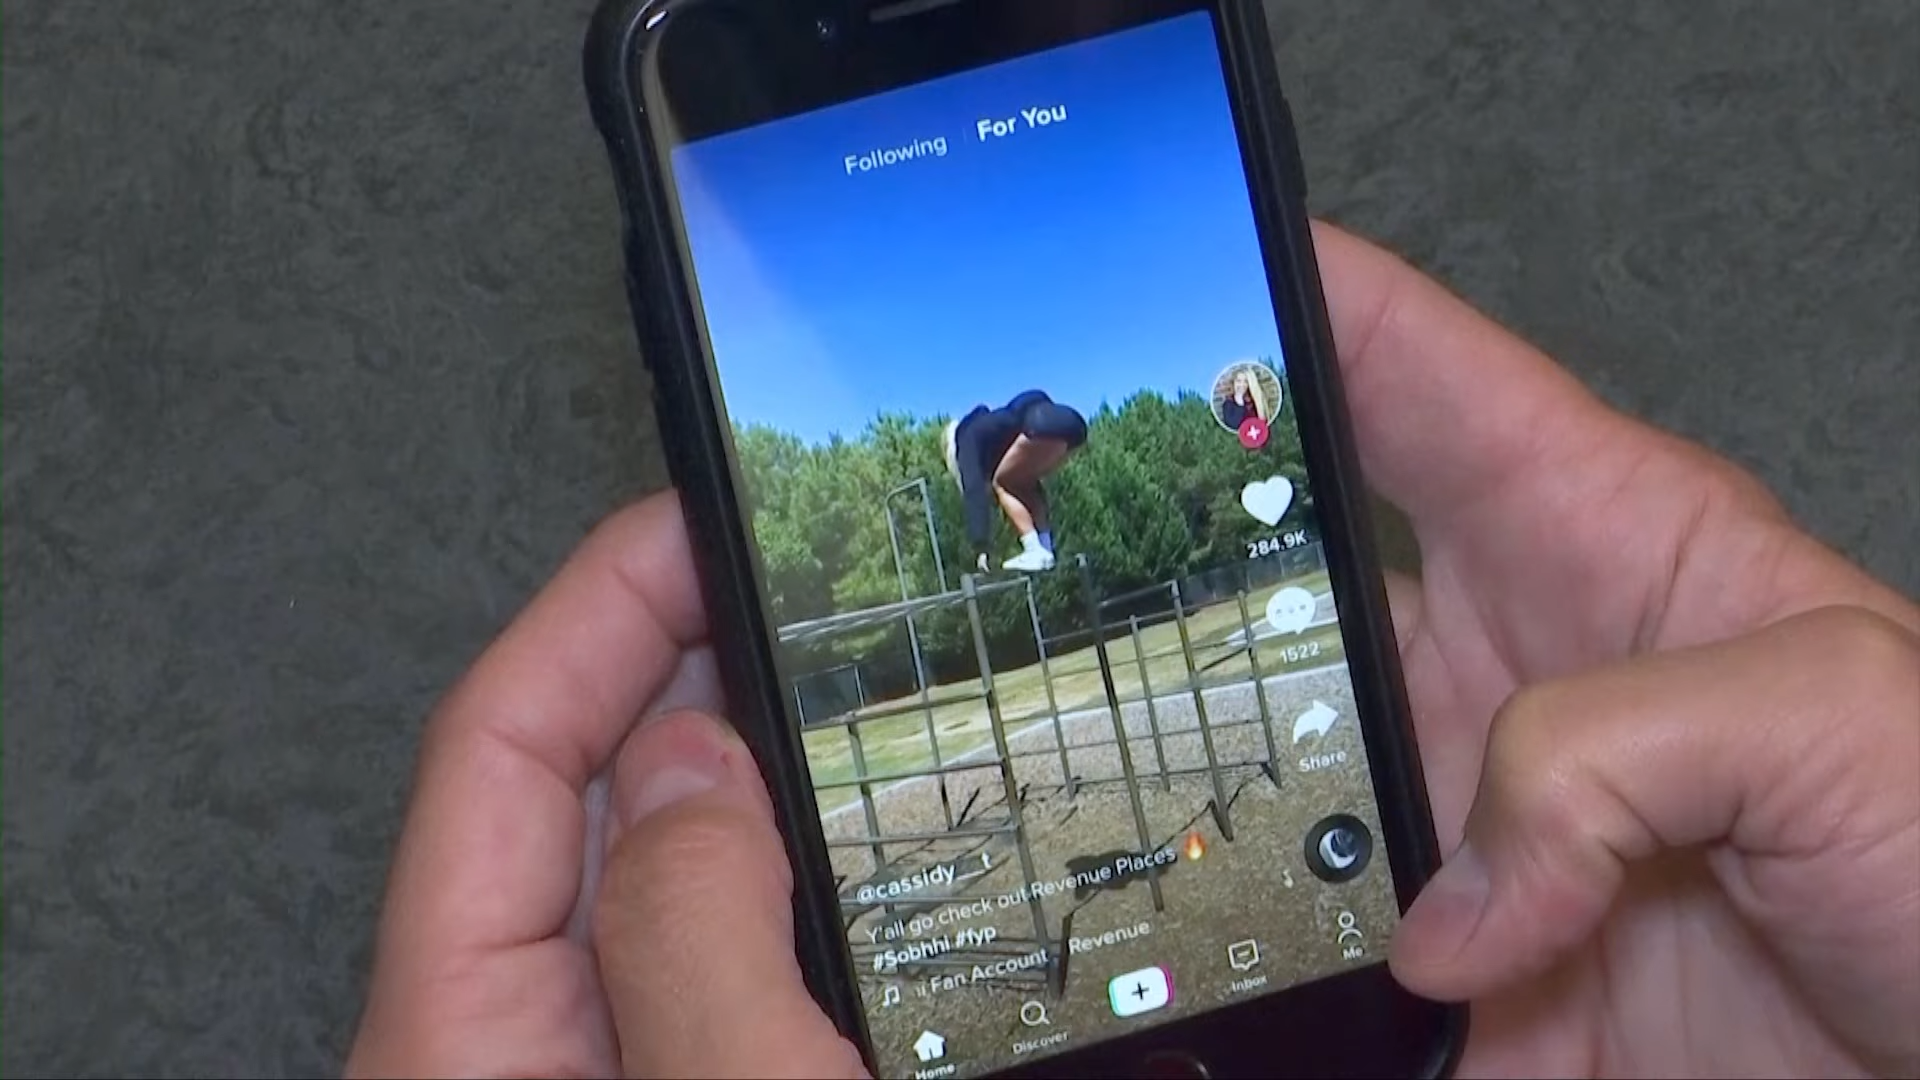 Following For You
284.9K
1522
Share
@cassidy__t
Y'all go check out Revenue Places 🔥
#Sobhhi #fyp
Fan Account Revenue
Home
Discover
Inbox
Me